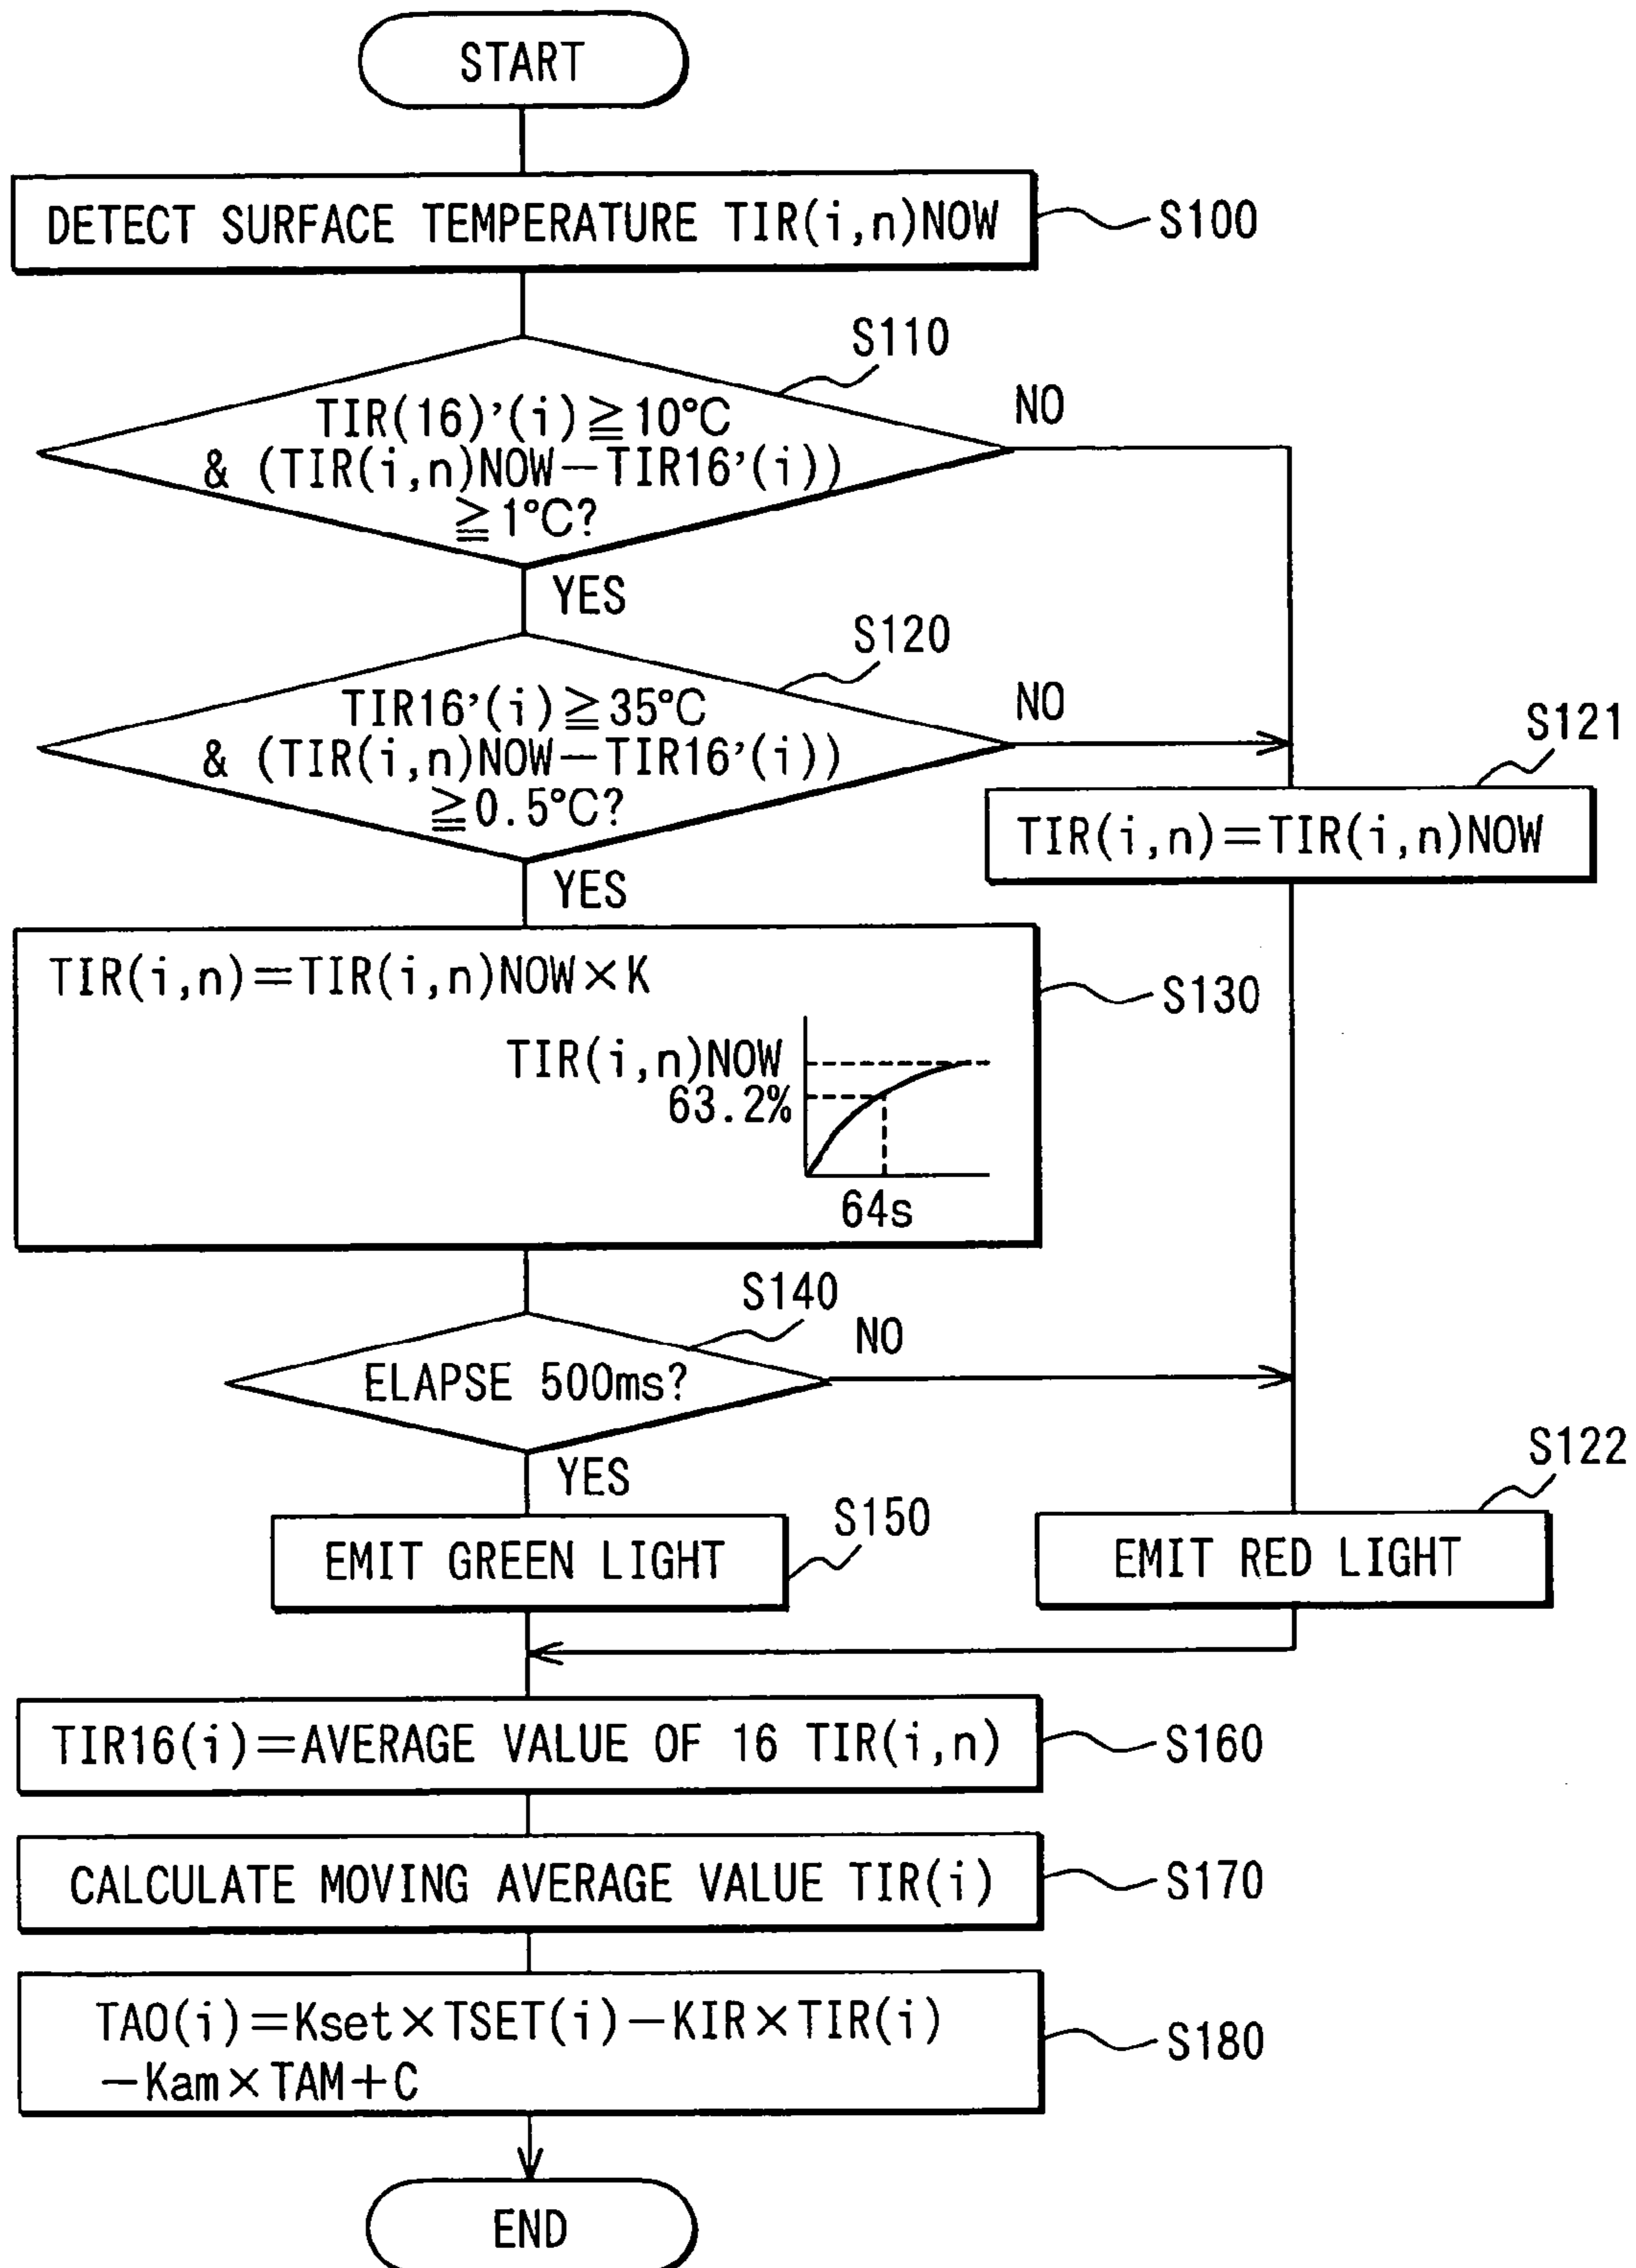 START
DETECT SURFACE TEMPERATURE TIR(i,n)NOW
S100
S110
TIR(16)'(i)≧10°C
& (TIR(i,n)NOW−TIR16'(i))
≧1°C?
NO
YES
S120
TIR16'(i)≧35°C
& (TIR(i,n)NOW−TIR16'(i))
≧0.5°C?
NO
S121
TIR(i,n)=TIR(i,n)NOW
YES
TIR(i,n)=TIR(i,n)NOW×K
S130
TIR(i,n)NOW
63.2%
64s
S140
ELAPSE 500ms?
NO
YES
S122
S150
EMIT GREEN LIGHT
EMIT RED LIGHT
TIR16(i)=AVERAGE VALUE OF 16 TIR(i,n)
S160
CALCULATE MOVING AVERAGE VALUE TIR(i)
S170
TAO(i)=Kset×TSET(i)−KIR×TIR(i)
−Kam×TAM+C
S180
END